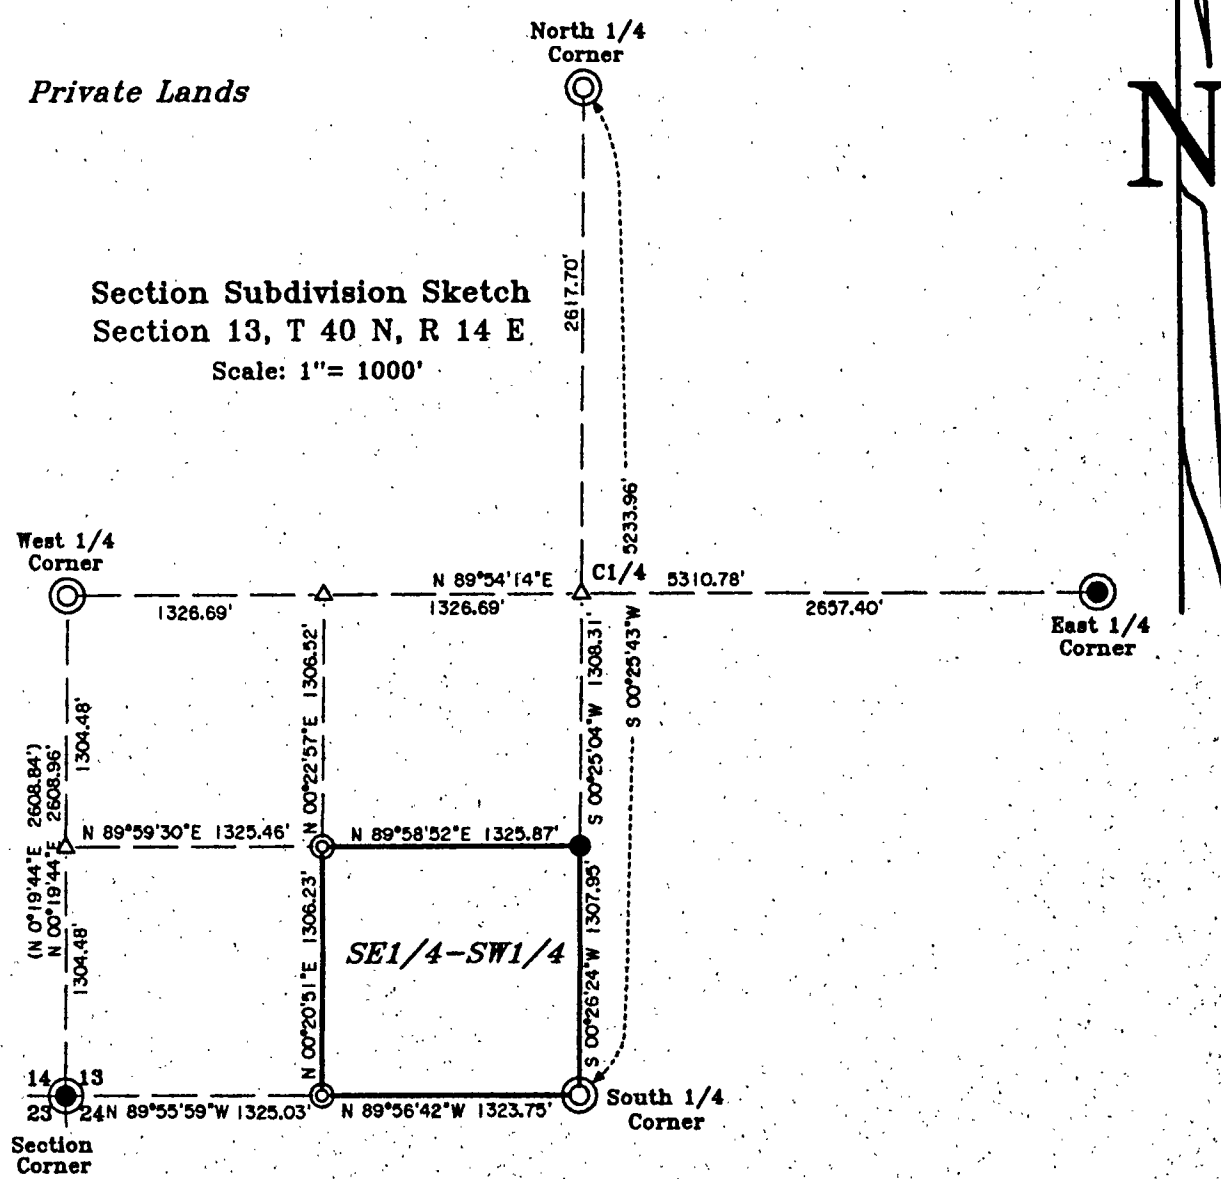 North 1/4
Corner
Private Lands
N
2617.70'
Section Subdivision Sketch
Section 13, T 40 N, R 14 E
Scale: 1"= 1000'
5233.96'
S 00°25'43"W
West 1/4
Corner
N 89°54'14"E
C1/4
5310.78'
1326.69'
1326.69'
2657.40'
East 1/4
Corner
1304.48'
N 00°22'57"E 1306.52'
S 00°25'04"W 1308.31'
(N 0°19'44"E 2608.84')
N 00°19'44"E 2608.96'
N 89°59'30"E 1325.46'
N 89°58'52"E 1325.87'
1304.48'
N 00°20'51"E 1306.23'
SE1/4-SW1/4
S 00°26'24"W 1307.95'
14 13
23 24
N 89°55'59"W 1325.03'
N 89°56'42"W 1323.75'
South 1/4
Corner
Section
Corner